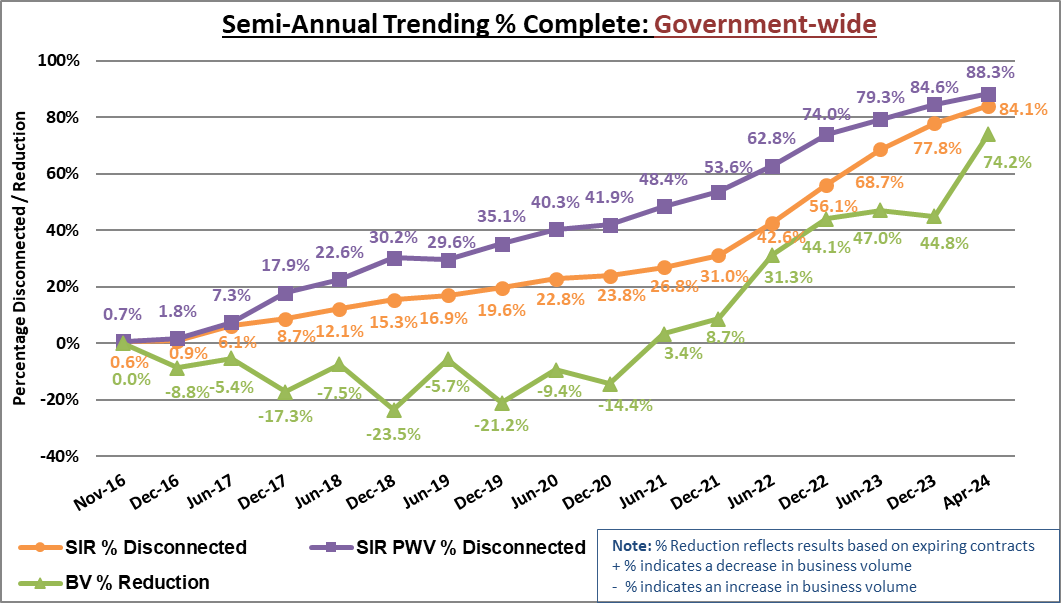 Semi-Annual Trending % Complete: Government-wide
Percentage Disconnected / Reduction
100%
80%
60%
40%
20%
0%
-20%
-40%
0.7%
1.8%
7.3%
17.9%
22.6%
30.2%
29.6%
35.1%
40.3%
41.9%
48.4%
53.6%
62.8%
74.0%
79.3%
84.6%
88.3%
0.6%
0.9%
6.1%
8.7%
12.1%
15.3%
16.9%
19.6%
22.8%
23.8%
26.8%
31.0%
42.6%
56.1%
68.7%
77.8%
84.1%
0.0%
-8.8%
-5.4%
-17.3%
-7.5%
-23.5%
-5.7%
-21.2%
-9.4%
-14.4%
3.4%
8.7%
31.3%
44.1%
47.0%
44.8%
74.2%
Nov-16
Dec-16
Jun-17
Dec-17
Jun-18
Dec-18
Jun-19
Dec-19
Jun-20
Dec-20
Jun-21
Dec-21
Jun-22
Dec-22
Jun-23
Dec-23
Apr-24
SIR % Disconnected
SIR PWV % Disconnected
BV % Reduction
Note: % Reduction reflects results based on expiring contracts
+ % indicates a decrease in business volume
- % indicates an increase in business volume